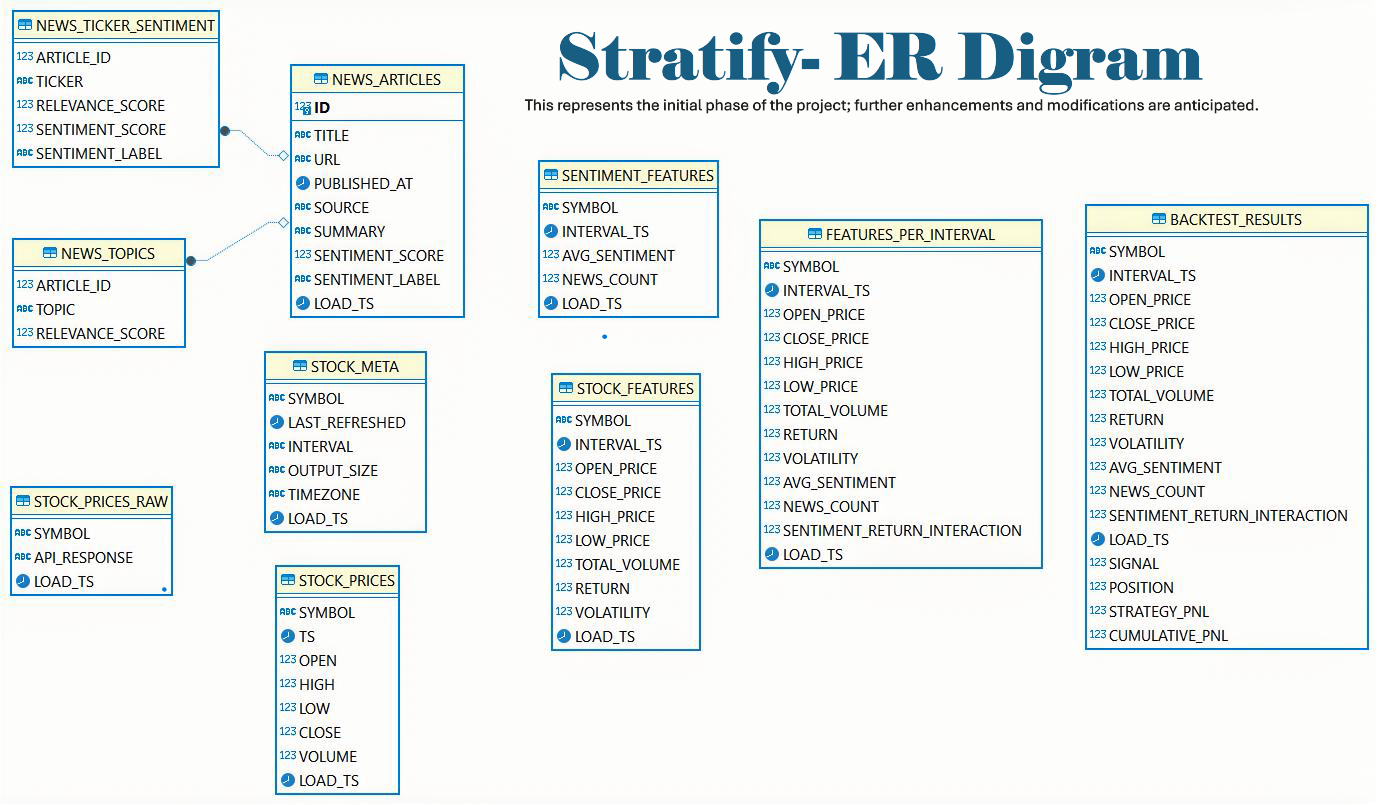 Stratify- ER Digram
This represents the initial phase of the project; further enhancements and modifications are anticipated.
NEWS_TICKER_SENTIMENT
123 ARTICLE_ID
ABC TICKER
123 RELEVANCE_SCORE
123 SENTIMENT_SCORE
ABC SENTIMENT_LABEL
NEWS_TOPICS
123 ARTICLE_ID
ABC TOPIC
123 RELEVANCE_SCORE
STOCK_PRICES_RAW
ABC SYMBOL
ABC API_RESPONSE
LOAD_TS
NEWS_ARTICLES
123 ID
ABC TITLE
ABC URL
PUBLISHED_AT
ABC SOURCE
ABC SUMMARY
123 SENTIMENT_SCORE
ABC SENTIMENT_LABEL
LOAD_TS
STOCK_META
ABC SYMBOL
LAST_REFRESHED
ABC INTERVAL
ABC OUTPUT_SIZE
ABC TIMEZONE
LOAD_TS
STOCK_PRICES
ABC SYMBOL
TS
123 OPEN
123 HIGH
123 LOW
123 CLOSE
123 VOLUME
LOAD_TS
SENTIMENT_FEATURES
ABC SYMBOL
INTERVAL_TS
123 AVG_SENTIMENT
123 NEWS_COUNT
LOAD_TS
STOCK_FEATURES
ABC SYMBOL
INTERVAL_TS
123 OPEN_PRICE
123 CLOSE_PRICE
123 HIGH_PRICE
123 LOW_PRICE
123 TOTAL_VOLUME
123 RETURN
123 VOLATILITY
LOAD_TS
FEATURES_PER_INTERVAL
ABC SYMBOL
INTERVAL_TS
123 OPEN_PRICE
123 CLOSE_PRICE
123 HIGH_PRICE
123 LOW_PRICE
123 TOTAL_VOLUME
123 RETURN
123 VOLATILITY
123 AVG_SENTIMENT
123 NEWS_COUNT
123 SENTIMENT_RETURN_INTERACTION
LOAD_TS
BACKTEST_RESULTS
ABC SYMBOL
INTERVAL_TS
123 OPEN_PRICE
123 CLOSE_PRICE
123 HIGH_PRICE
123 LOW_PRICE
123 TOTAL_VOLUME
123 RETURN
123 VOLATILITY
123 AVG_SENTIMENT
123 NEWS_COUNT
123 SENTIMENT_RETURN_INTERACTION
LOAD_TS
123 SIGNAL
123 POSITION
123 STRATEGY_PNL
123 CUMULATIVE_PNL